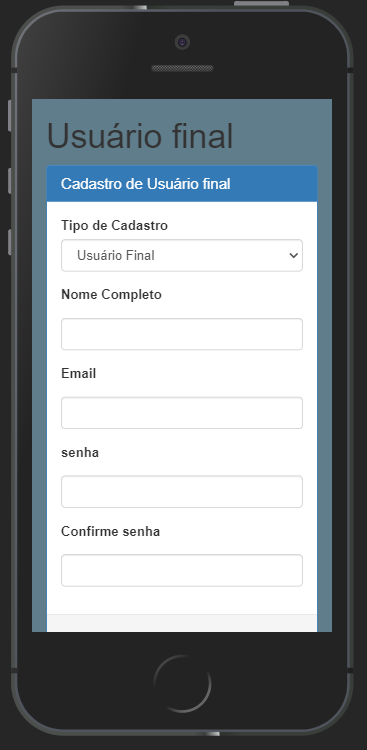 Usuário final
Cadastro de Usuário final
Tipo de Cadastro
Usuário Final
Nome Completo
Email
senha
Confirme senha